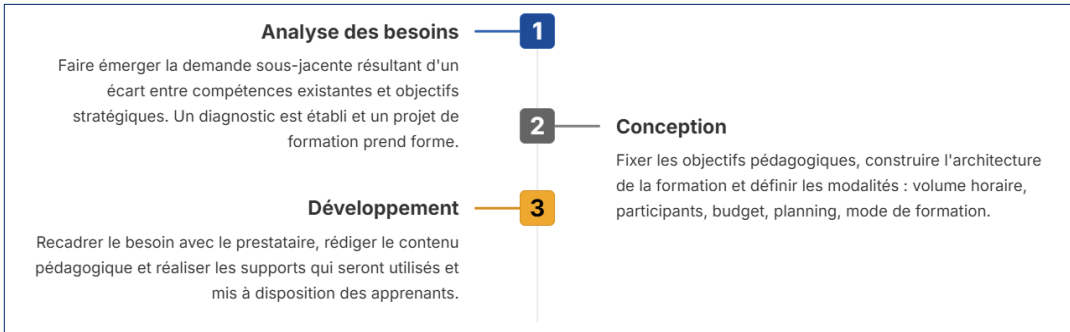 Analyse des besoins
1
Faire émerger la demande sous-jacente résultant d'un
écart entre compétences existantes et objectifs
stratégiques. Un diagnostic est établi et un projet de
formation prend forme.
2
Conception
Fixer les objectifs pédagogiques, construire l'architecture
de la formation et définir les modalités : volume horaire,
participants, budget, planning, mode de formation.
Développement
3
Recadrer le besoin avec le prestataire, rédiger le contenu
pédagogique et réaliser les supports qui seront utilisés et
mis à disposition des apprenants.